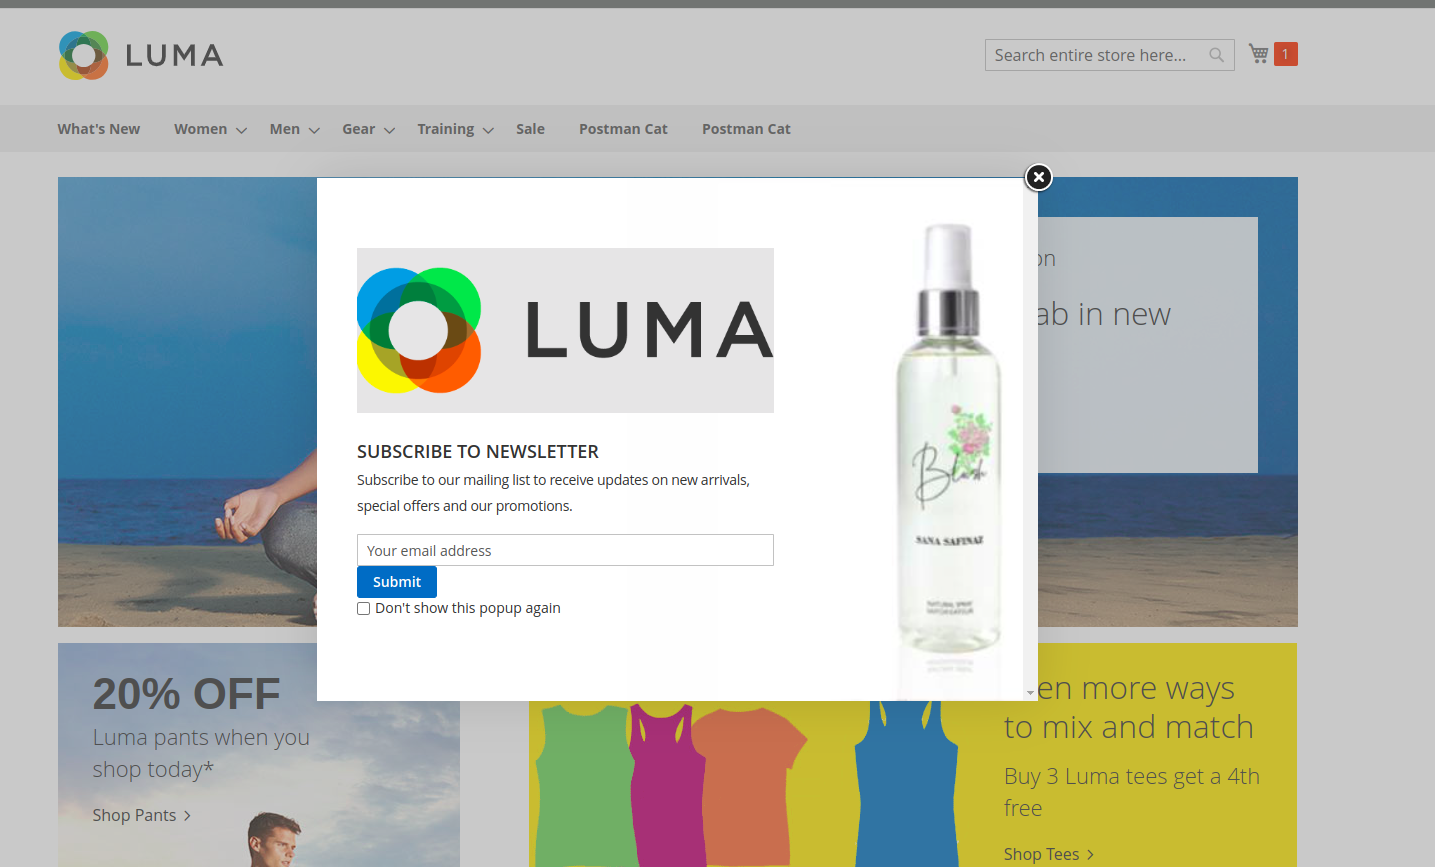 LUMA
Search entire store here...
1
What's New
Women
Men
Gear
Training
Sale
Postman Cat
Postman Cat
on
ab in new
LUMA
SUBSCRIBE TO NEWSLETTER
Subscribe to our mailing list to receive updates on new arrivals,
special offers and our promotions.
Your email address
Submit
Don't show this popup again
Blush
SANA SAFINAZ
NATURAL SPRAY
VAPORISATEUR
20% OFF
Luma pants when you
shop today*
Shop Pants
en more ways
to mix and match
Buy 3 Luma tees get a 4th
free
Shop Tees